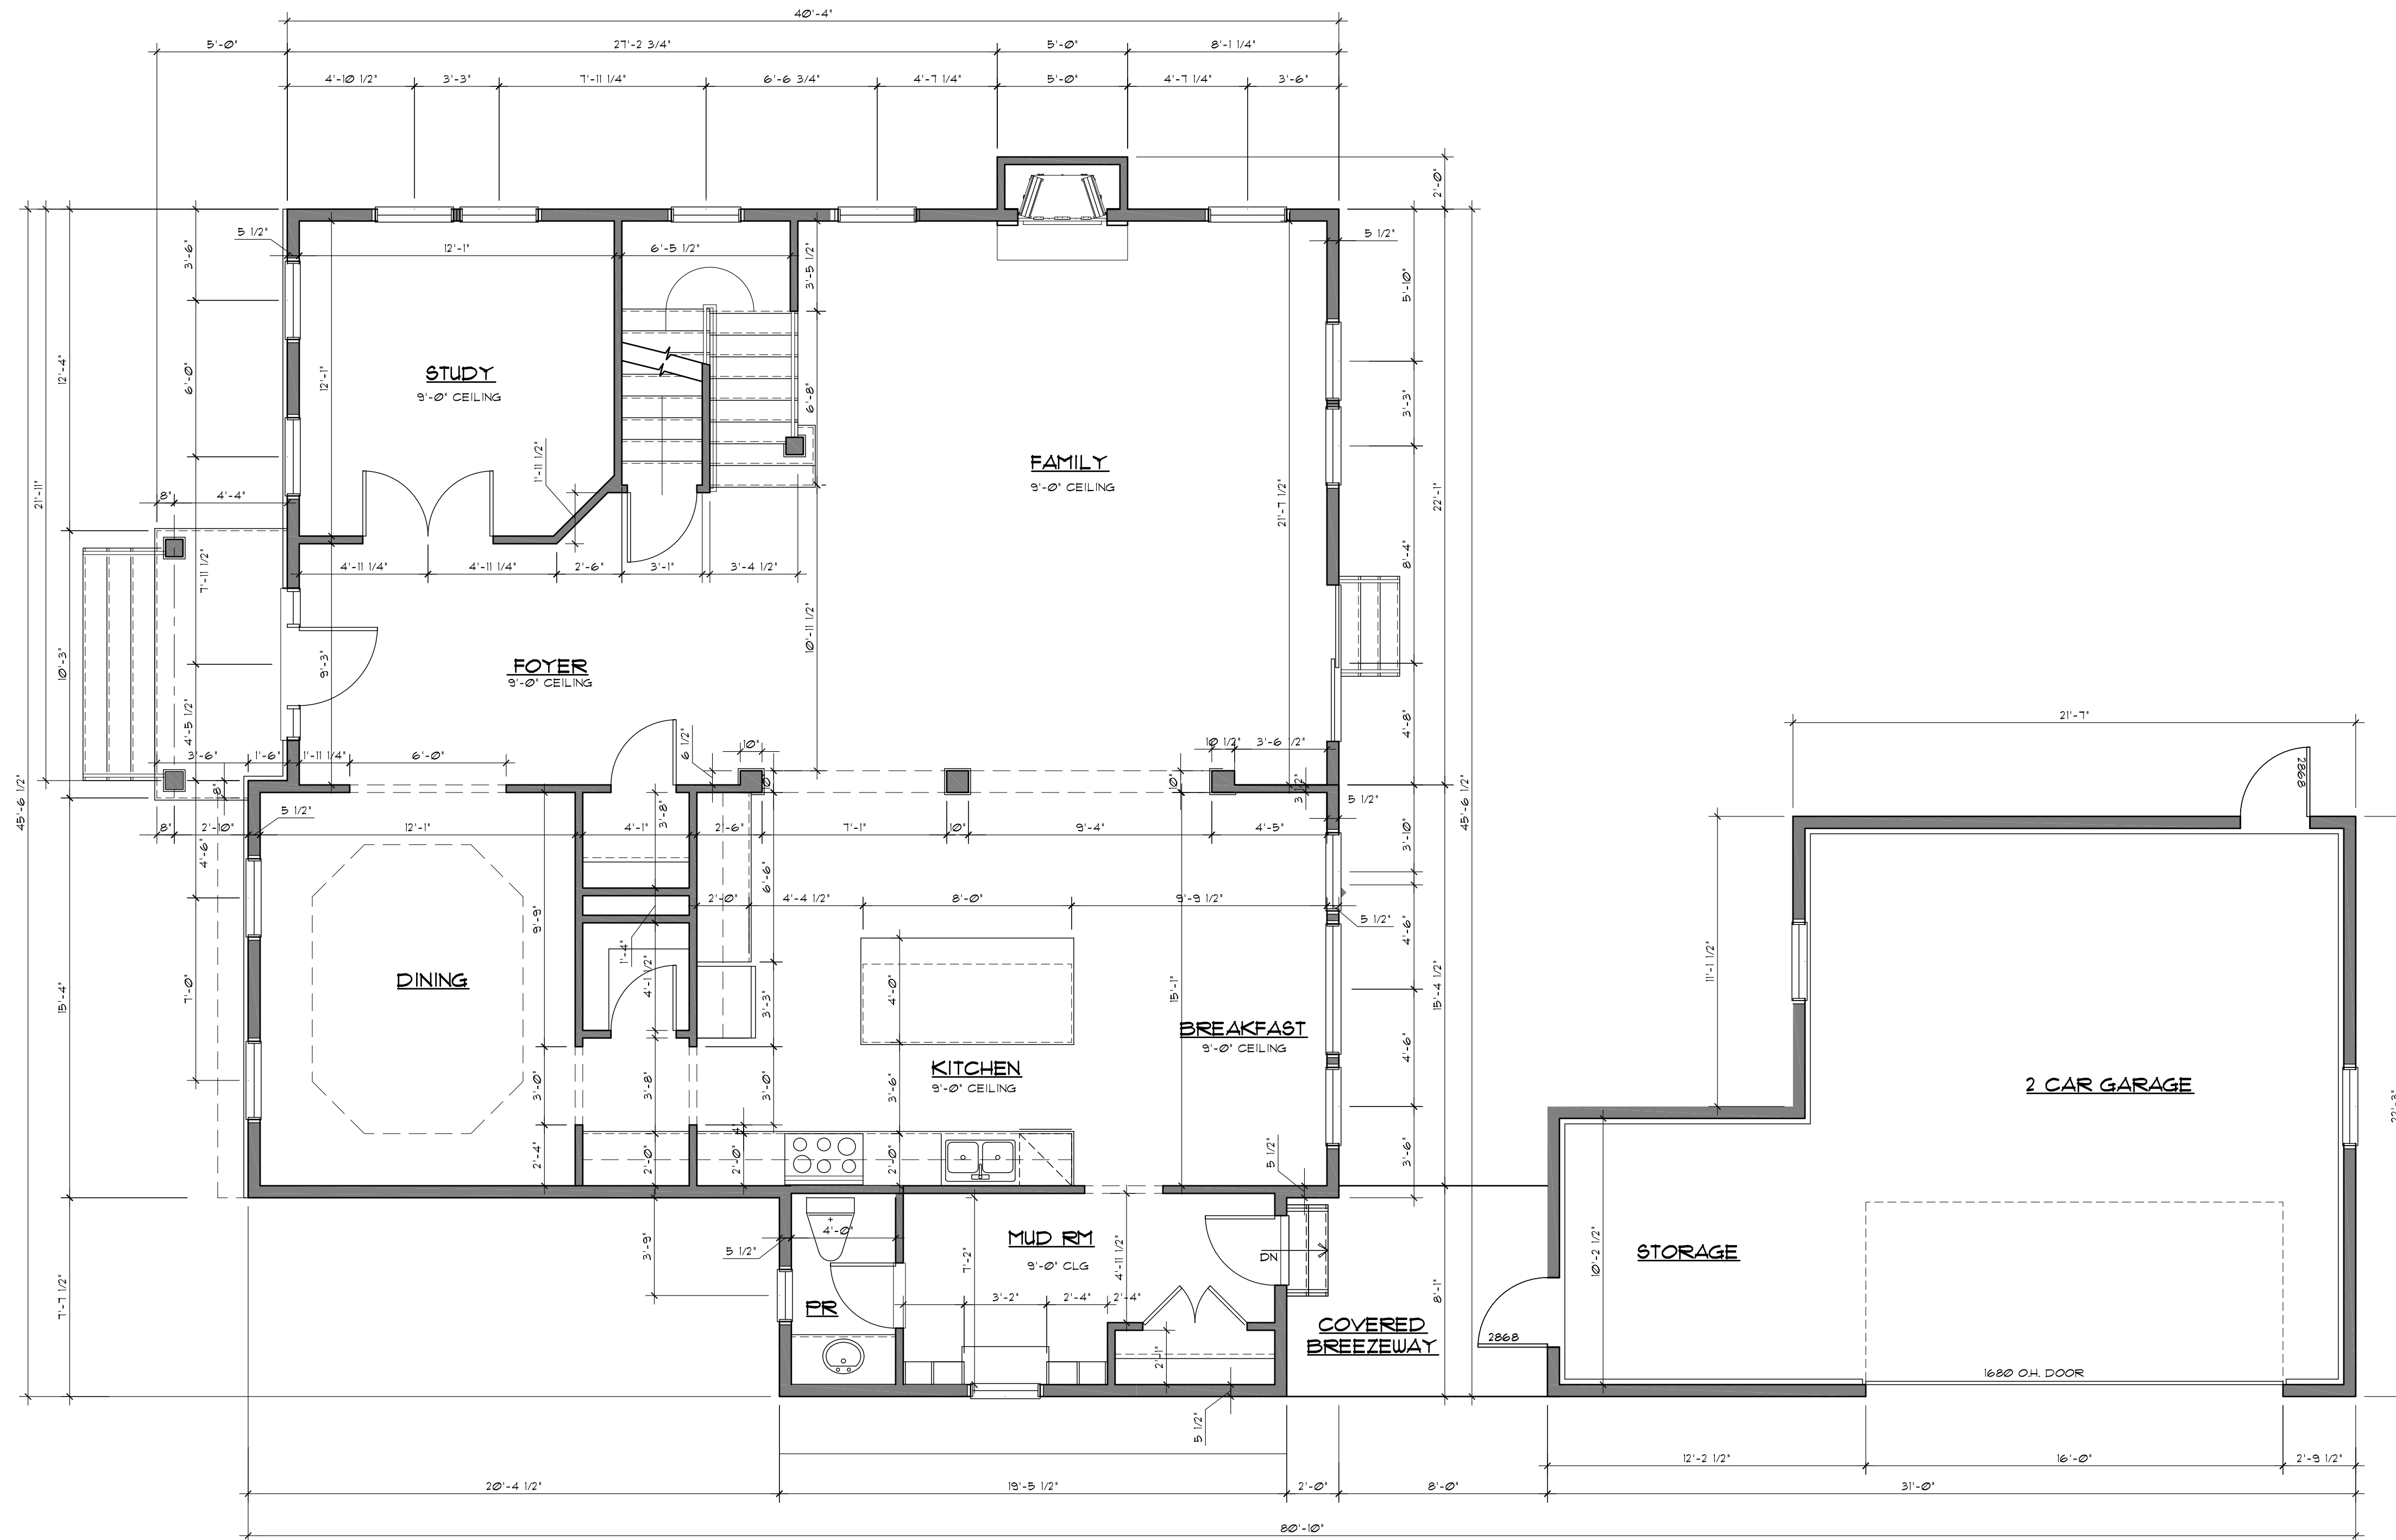 40'-4"
5'-0" 27'-2 3/4" 5'-0" 8'-1 1/4"
4'-10 1/2" 3'-3" 7'-11 1/4" 6'-6 3/4" 4'-7 1/4" 5'-0" 4'-7 1/4" 3'-6"
2'-0"
5 1/2" 12'-1" 6'-5 1/2" 3'-5 1/2" 5 1/2"
3'-6"
5'-10"
12'-4"
6'-0"
12'-1"
STUDY
9'-0" CEILING
6'-8"
3'-3"
1'-11 1/2"
FAMILY
9'-0" CEILING
21'-11"
8" 4'-4"
21'-7 1/2"
22'-1"
7'-11 1/2"
8'-4"
4'-11 1/4" 4'-11 1/4" 2'-6" 3'-1" 3'-4 1/2"
10'-11 1/2"
10'-3"
9'-3"
FOYER
9'-0" CEILING
4'-5 1/2"
4'-8"
21'-7"
3'-6" 1'-6" 1'-11 1/4" 6'-0" 6 1/2" 10" 10 1/2" 3'-6 1/2"
2868
8" 10" 10" 3 1/2"
45'-6 1/2"
45'-6 1/2"
5 1/2" 3'-8" 5 1/2"
8" 2'-10" 12'-1" 4'-1" 2'-6" 7'-1" 10" 9'-4" 4'-5"
4'-6"
3'-10"
6'-6"
2'-0" 4'-4 1/2" 8'-0" 9'-9 1/2"
9'-9"
5 1/2"
4'-6"
1'-4"
4'-1 1/2"
11'-1 1/2"
DINING
7'-0"
15'-4"
3'-3"
4'-0"
15'-1"
15'-4 1/2"
BREAKFAST
9'-0" CEILING
4'-6"
KITCHEN
9'-0" CEILING
3'-0" 3'-8" 3'-0" 3'-6"
2 CAR GARAGE
22'-3"
4"
2'-4" 2'-0" 2'-0" 2'-0"
5 1/2"
3'-6"
4'-0"
5 1/2"
3'-9"
7'-2"
MUD RM
9'-0" CLG
4'-11 1/2"
DN
STORAGE
10'-2 1/2"
7'-7 1/2"
8'-1"
PR
3'-2" 2'-4" 2'-4"
COVERED
BREEZEWAY
2868
2'-1"
1680 O.H. DOOR
5 1/2"
12'-2 1/2" 16'-0" 2'-9 1/2"
20'-4 1/2" 19'-5 1/2" 2'-0" 8'-0" 31'-0"
80'-10"